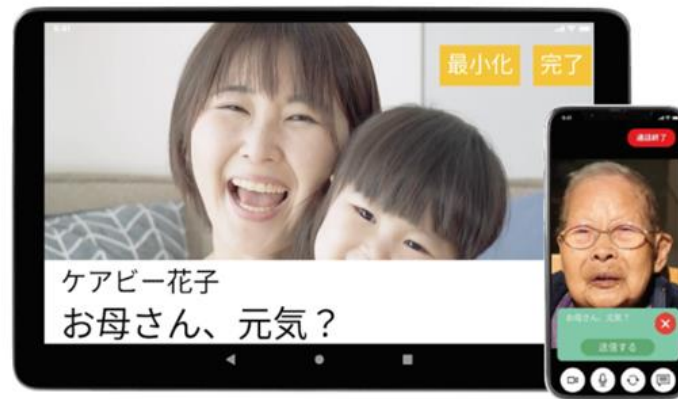 最小化 完了
ケアビー花子
お母さん、元気?
通話終了
お母さん、元気?
送信する